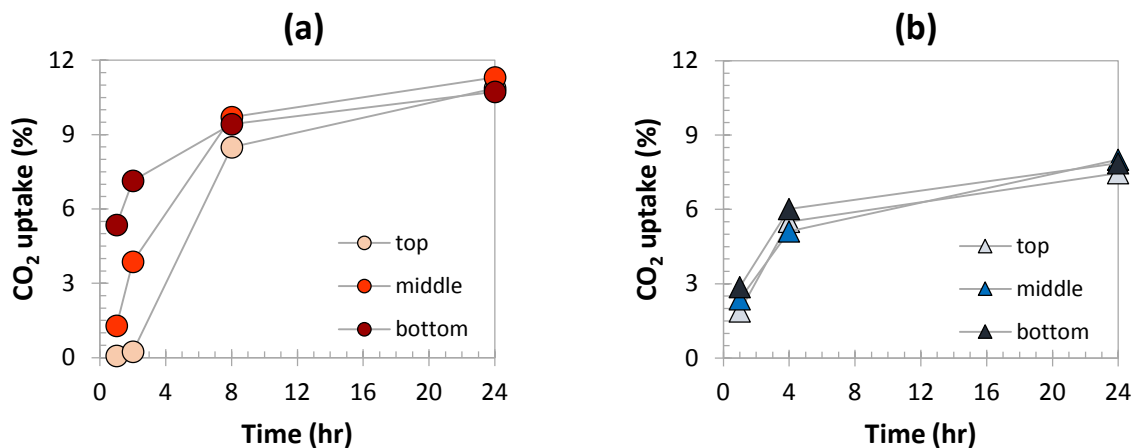 (a)
CO2 uptake (%)
12
9
6
3
0
top
middle
bottom
0 4 8 12 16 20 24
Time (hr)
(b)
CO2 uptake (%)
12
9
6
3
0
top
middle
bottom
0 4 8 12 16 20 24
Time (hr)